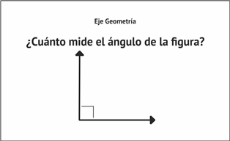 Eje Geometría
¿Cuánto mide el ángulo de la figura?